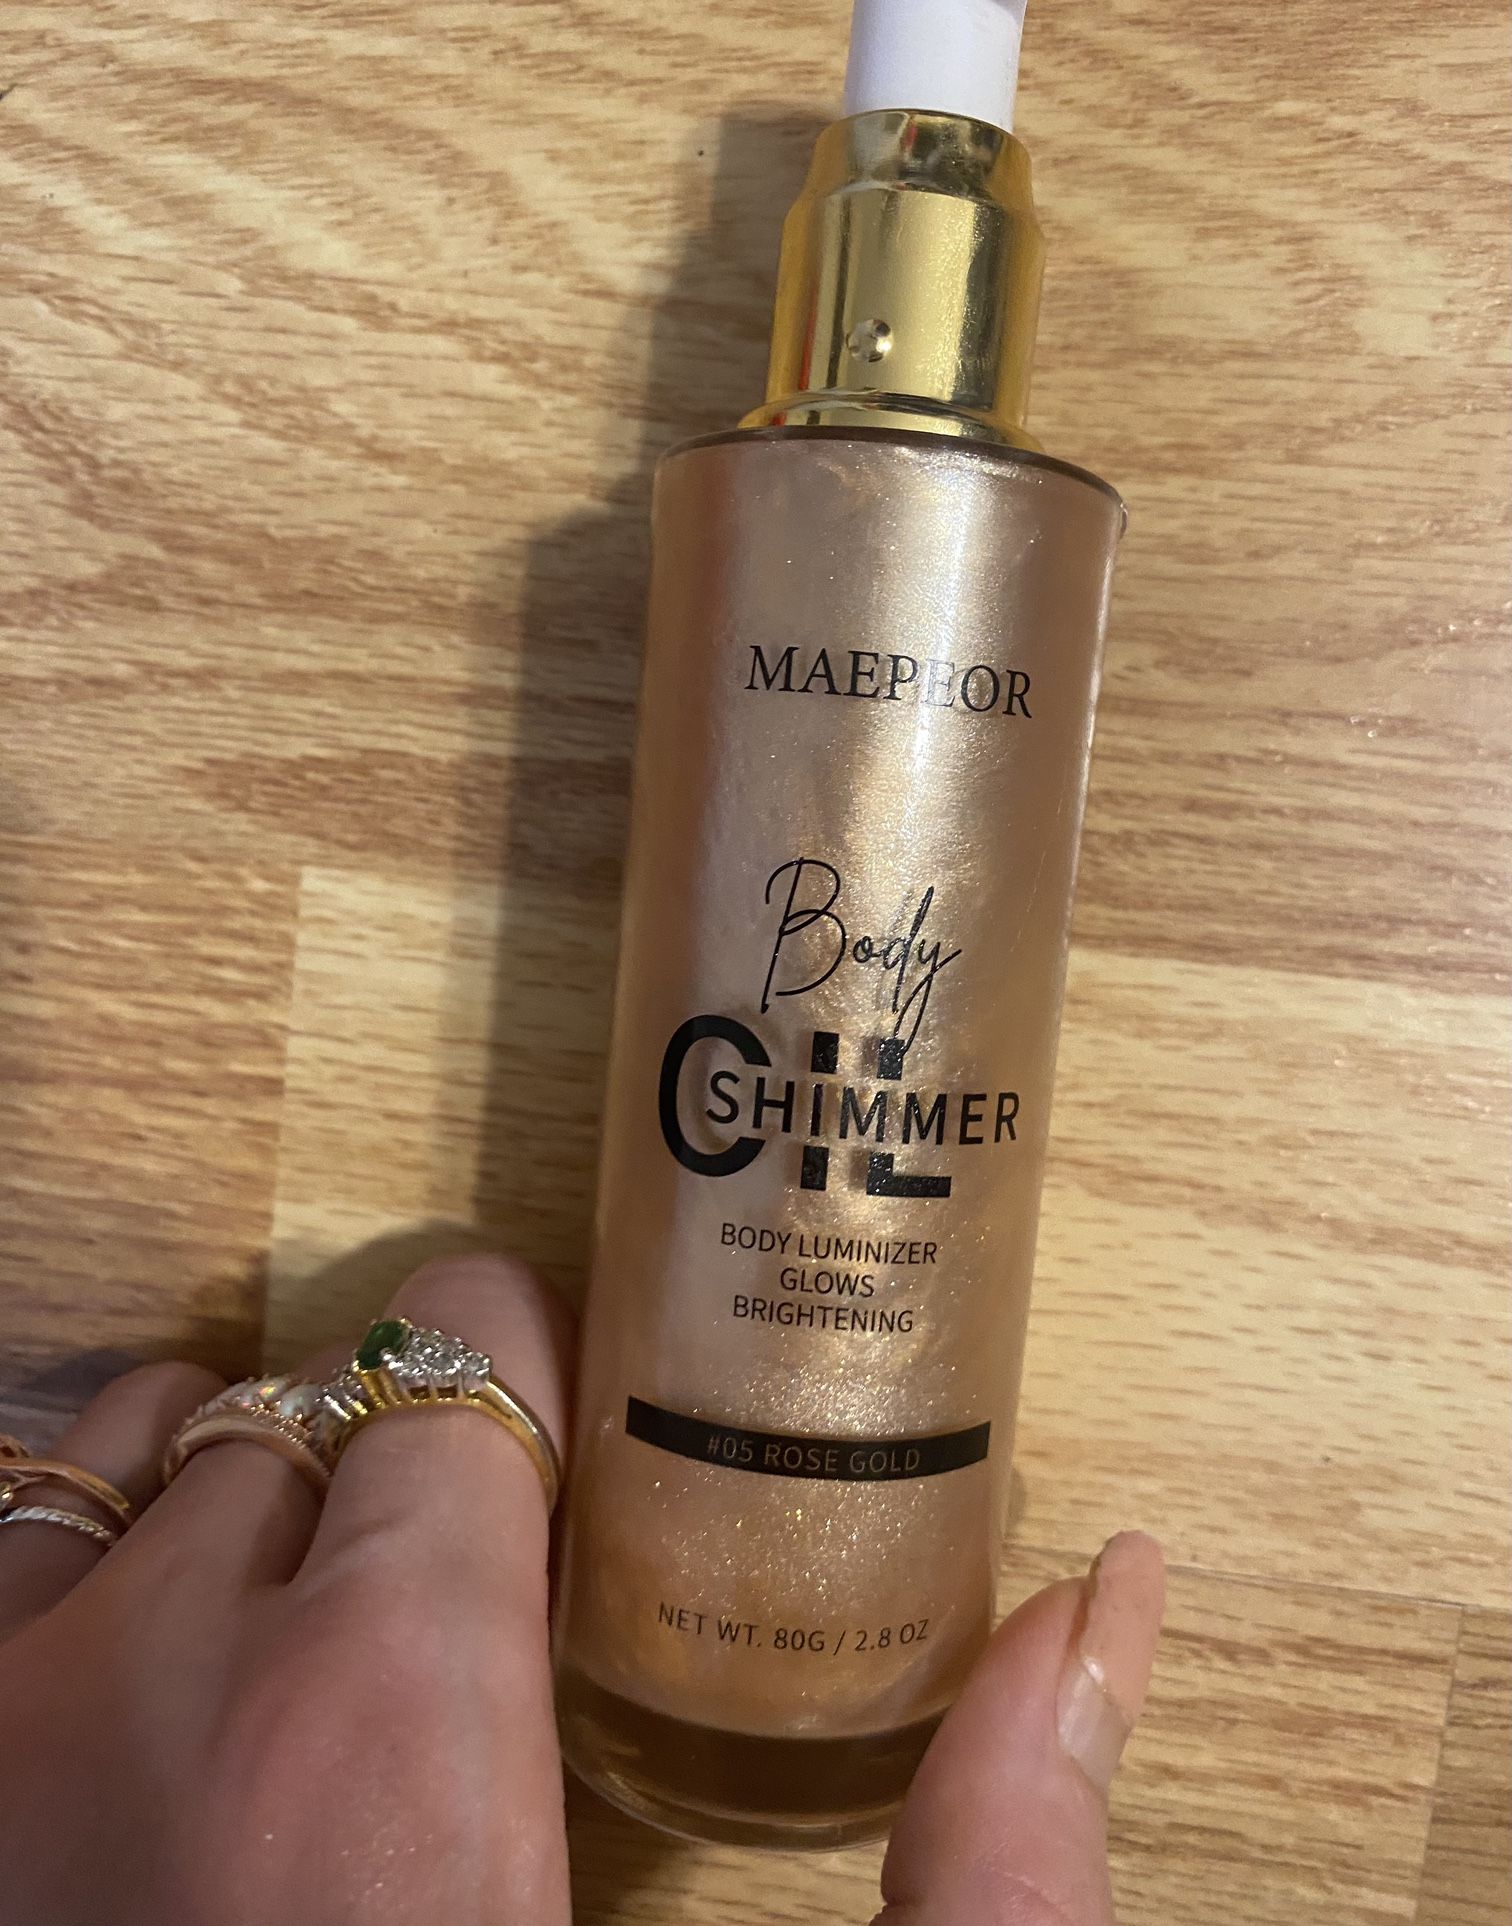 MAEPEOR
Body
OIL
SHIMMER
BODY LUMINIZER
GLOWS
BRIGHTENING
#05 ROSE GOLD
NET WT. 80G / 2.8 OZ